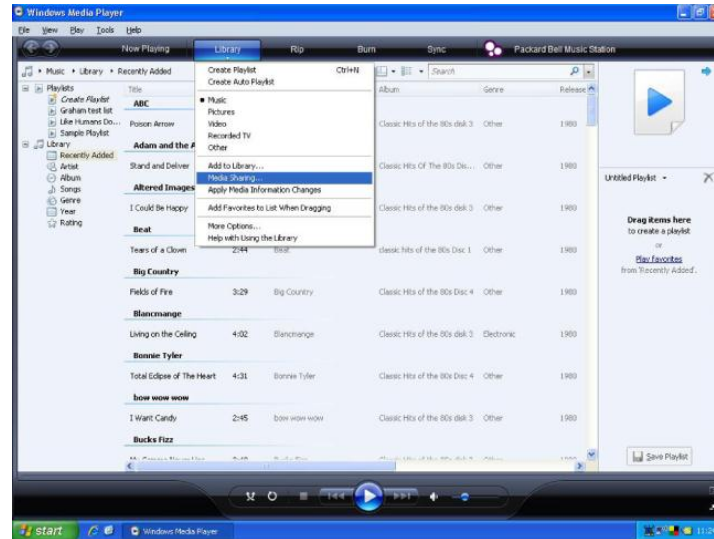 Windows Media Player
File View Play Tools Help
Now Playing Library Rip Burn Sync Packard Bell Music Station
Music Library Recently Added
Search
Create Playlist Ctrl+N
Create Auto Playlist
Music
Pictures
Video
Recorded TV
Other
Add to Library...
Media Sharing...
Apply Media Information Changes
Add Favorites to List When Dragging
More Options...
Help with Using the Library
Playlists
Create Playlist
Graham test list
Like Humans Do...
Sample Playlist
Library
Recently Added
Artist
Album
Songs
Genre
Year
Rating
Title Album Genre Release
ABC
Poison Arrow Classic Hits of the 80s disk 3 Other 1980
Adam and the A
Stand and Deliver Classic Hits Of The 80s Dis... Other 1980
Altered Images
I Could Be Happy Classic Hits of the 80s disk 3 Other 1980
Beat
Tears of a Clown 2:44 Beat classic hits of the 80s Disc 1 Other 1980
Big Country
Fields of Fire 3:29 Big Country Classic Hits of the 80s Disc 4 Other 1980
Blancmange
Living on the Ceiling 4:02 Blancmange Classic Hits of the 80s disk 3 Electronic 1980
Bonnie Tyler
Total Eclipse of The Heart 4:31 Bonnie Tyler Classic Hits of the 80s Disc 4 Other 1980
bow wow wow
I Want Candy 2:45 bow wow wow Classic Hits of the 80s disk 3 Other 1980
Bucks Fizz
Untitled Playlist
Drag items here
to create a playlist
or
Play favorites
from 'Recently Added'.
Save Playlist
start Windows Media Player